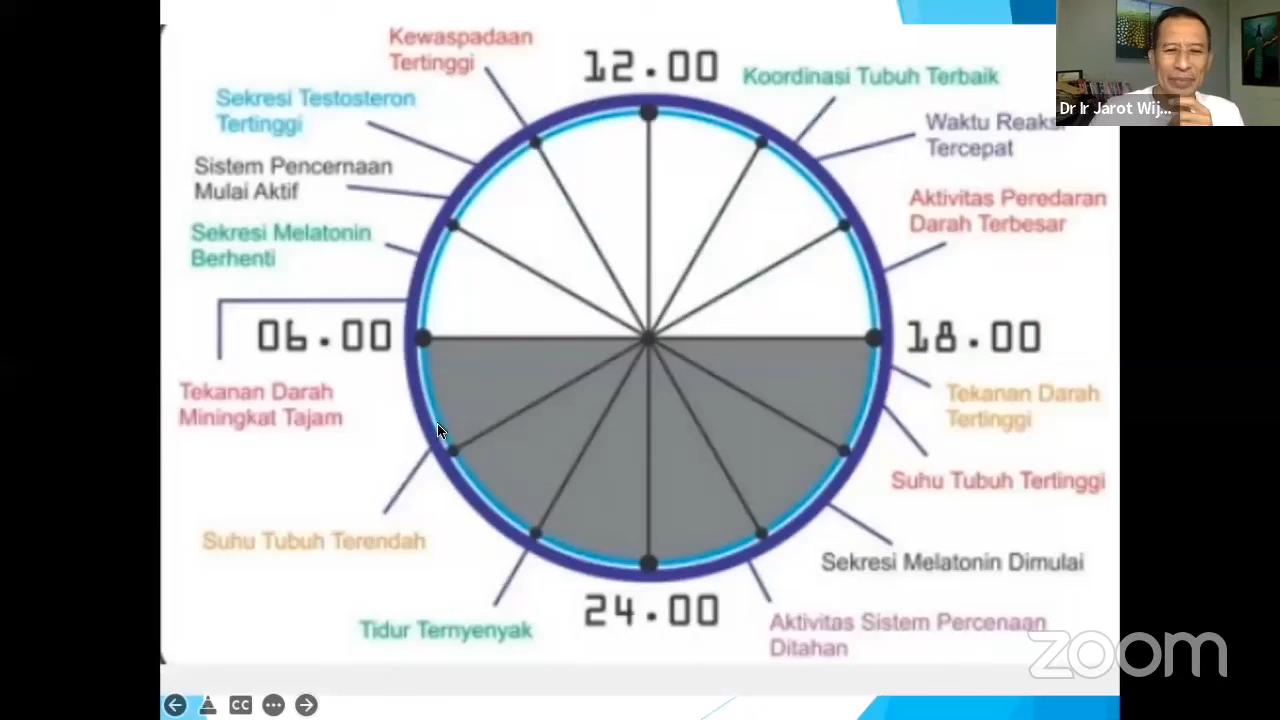 Kewaspadaan
Tertinggi
12.00
Koordinasi Tubuh Terbaik
Dr Ir Jarot Wij...
Sekresi Testosteron
Tertinggi
Waktu Reaksi
Tercepat
Sistem Pencernaan
Mulai Aktif
Aktivitas Peredaran
Darah Terbesar
Sekresi Melatonin
Berhenti
06.00
18.00
Tekanan Darah
Miningkat Tajam
Tekanan Darah
Tertinggi
Suhu Tubuh Tertinggi
Suhu Tubuh Terendah
Sekresi Melatonin Dimulai
24.00
Tidur Ternyenyak
Aktivitas Sistem Percenaan
Ditahan
zoom
CC